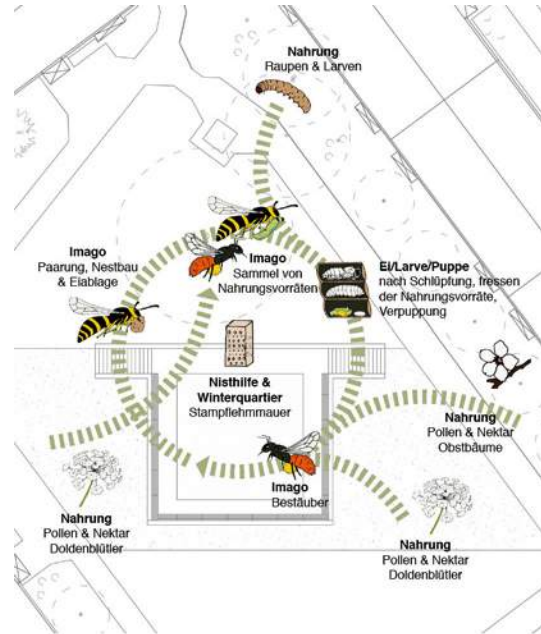 Nahrung
Raupen & Larven
Imago
Paarung, Nestbau
& Eiablage
Imago
Sammel von
Nahrungsvorräten
Ei/Larve/Puppe
nach Schlüpfung, fressen
der Nahrungsvorräte,
Verpuppung
Nisthilfe &
Winterquartier
Stampflehmmauer
Nahrung
Pollen & Nektar
Obstbäume
Imago
Bestäuber
Nahrung
Pollen & Nektar
Doldenblütler
Nahrung
Pollen & Nektar
Doldenblütler